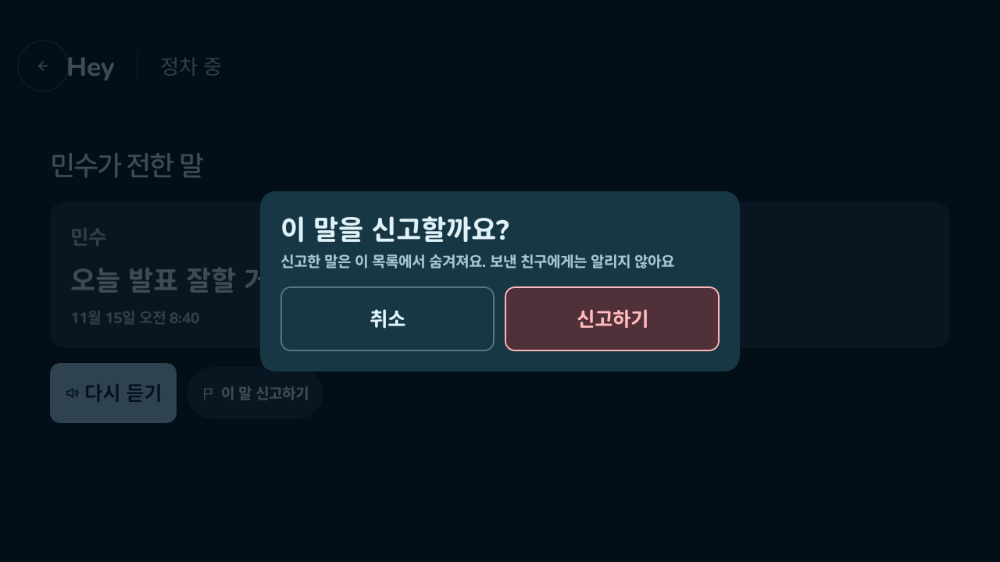 Hey
정차 중
민수가 전한 말
민수
오늘 발표 잘할
11월 15일 오전 8:40
이 말을 신고할까요?
신고한 말은 이 목록에서 숨겨져요. 보낸 친구에게는 알리지 않아요
취소
신고하기
다시 듣기
이 말 신고하기